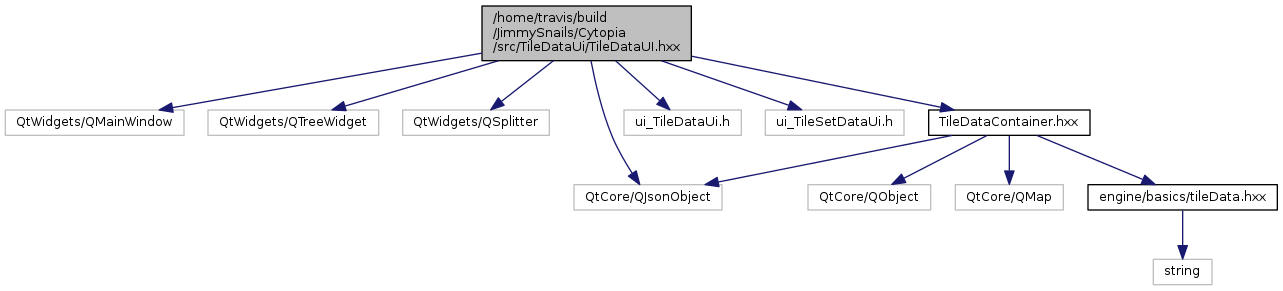 /home/travis/build
/JimmySnails/Cytopia
/src/TileDataUi/TileDataUI.hxx
QtWidgets/QMainWindow
QtWidgets/QTreeWidget
QtWidgets/QSplitter
ui_TileDataUi.h
ui_TileSetDataUi.h
TileDataContainer.hxx
QtCore/QJsonObject
QtCore/QObject
QtCore/QMap
engine/basics/tileData.hxx
string